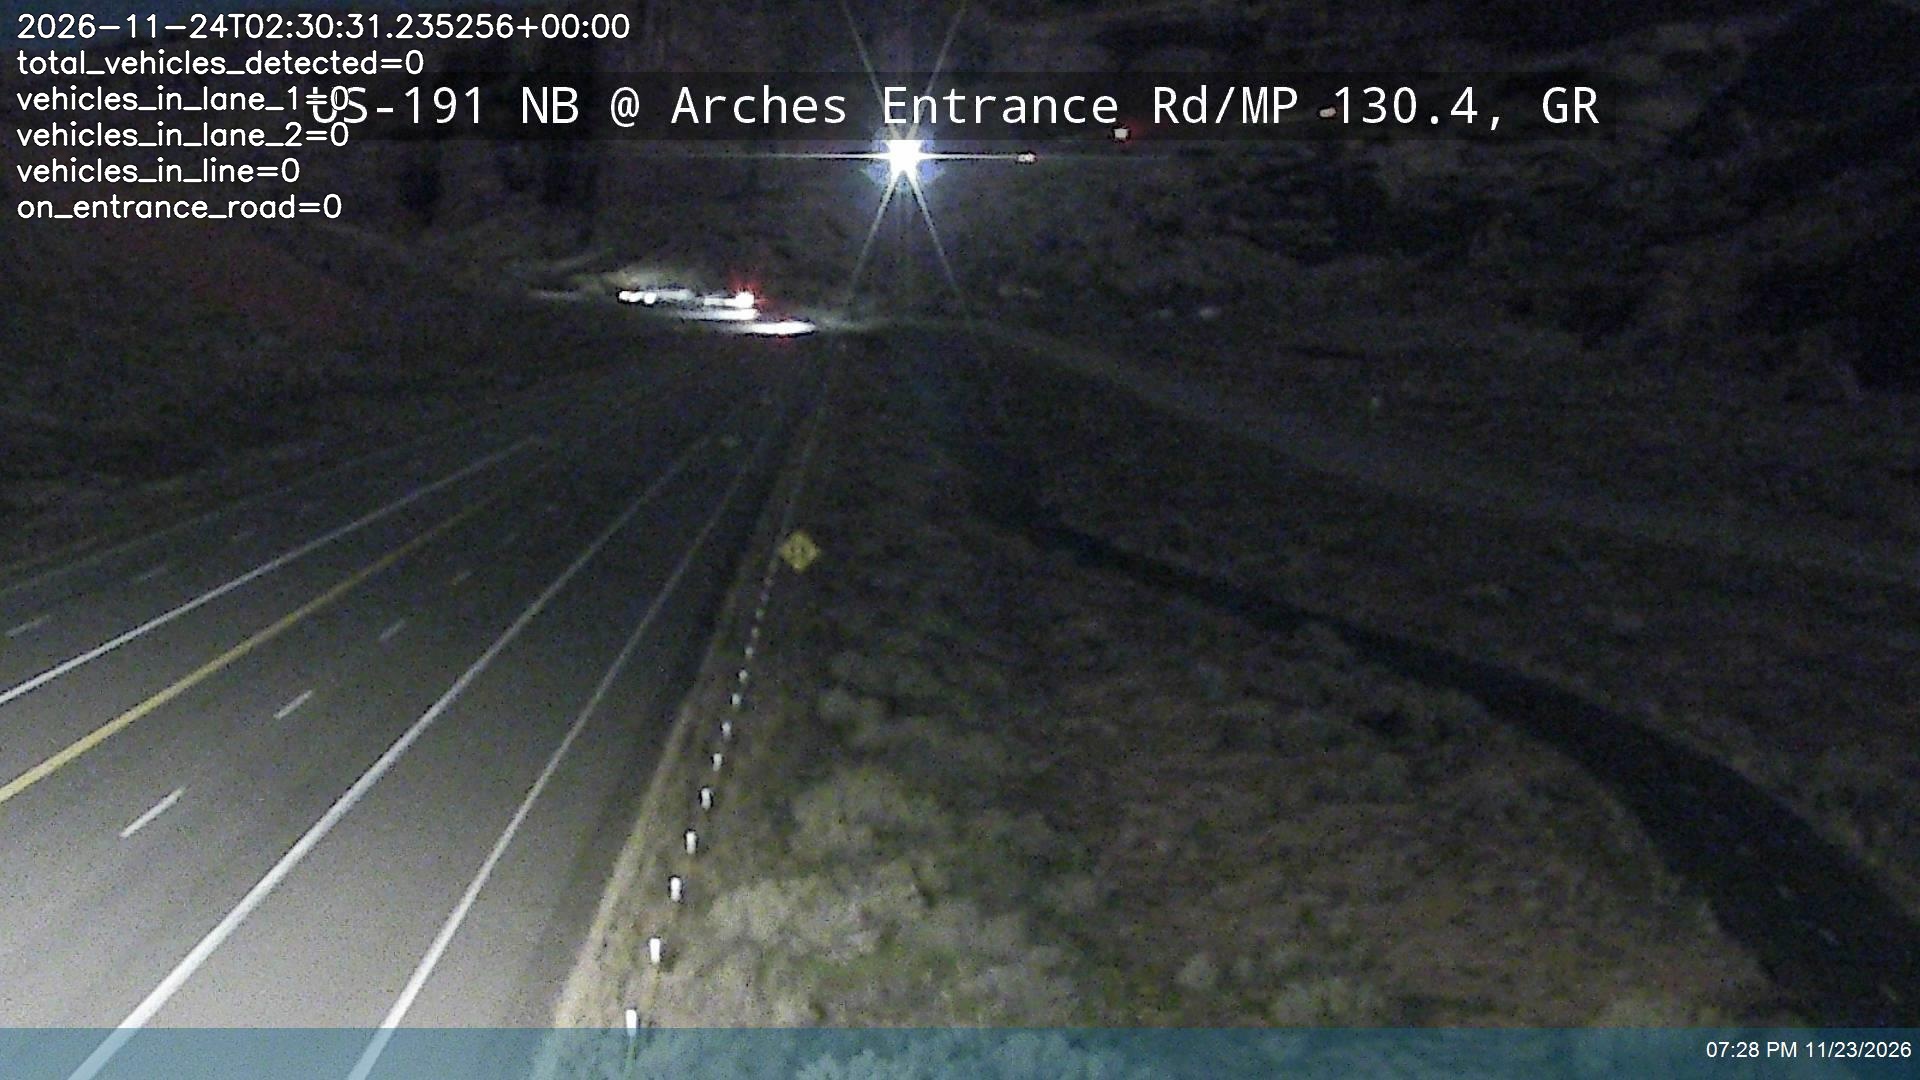 2026-11-24T02:30:31.235256+00:00
total_vehicles_detected=0
vehicles_in_lane_1=0
US-191 NB @ Arches Entrance Rd/MP 130.4, GR
vehicles_in_lane_2=0
vehicles_in_line=0
on_entrance_road=0
07:28 PM 11/23/2026